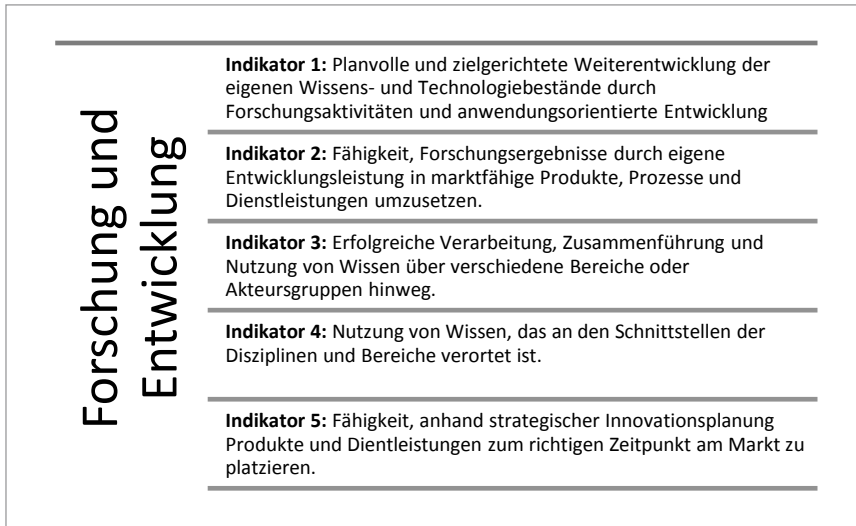 Forschung und
Entwicklung
Indikator 1: Planvolle und zielgerichtete Weiterentwicklung der
eigenen Wissens- und Technologiebestände durch
Forschungsaktivitäten und anwendungsorientierte Entwicklung
Indikator 2: Fähigkeit, Forschungsergebnisse durch eigene
Entwicklungsleistung in marktfähige Produkte, Prozesse und
Dienstleistungen umzusetzen.
Indikator 3: Erfolgreiche Verarbeitung, Zusammenführung und
Nutzung von Wissen über verschiedene Bereiche oder
Akteursgruppen hinweg.
Indikator 4: Nutzung von Wissen, das an den Schnittstellen der
Disziplinen und Bereiche verortet ist.
Indikator 5: Fähigkeit, anhand strategischer Innovationsplanung
Produkte und Dientleistungen zum richtigen Zeitpunkt am Markt zu
platzieren.